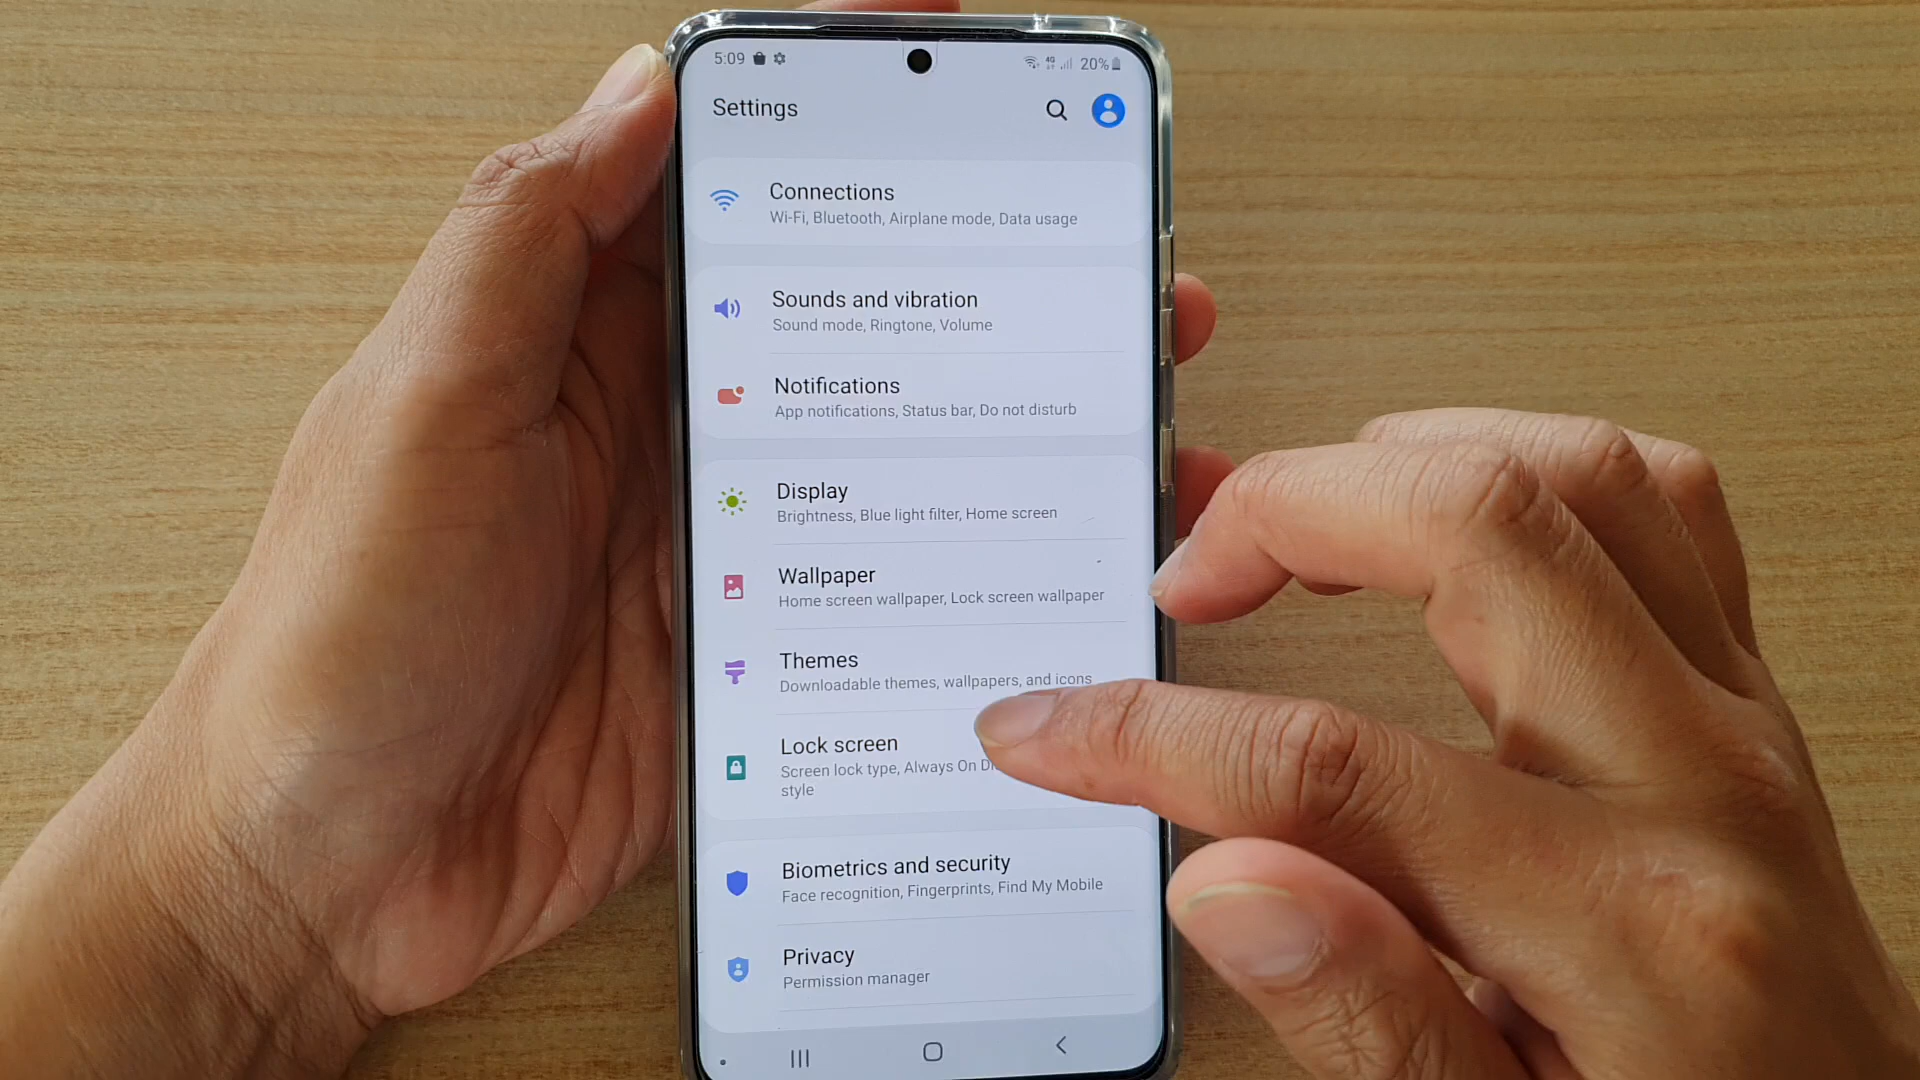 5:09
4G
20%
Settings
Connections
Wi-Fi, Bluetooth, Airplane mode, Data usage
Sounds and vibration
Sound mode, Ringtone, Volume
Notifications
App notifications, Status bar, Do not disturb
Display
Brightness, Blue light filter, Home screen
Wallpaper
Home screen wallpaper, Lock screen wallpaper
Themes
Downloadable themes, wallpapers, and icons
Lock screen
Screen lock type, Always On
style
Biometrics and security
Face recognition, Fingerprints, Find My Mobile
Privacy
Permission manager